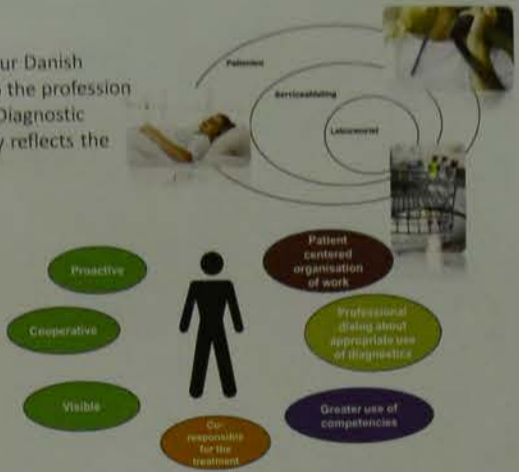 ur Danish
the profession
Diagnostic
reflects the
Patienten
Serviceafdeling
Laboratoriet
Proactive
Cooperative
Visible
Patient
centered
organisation
of work
Professional
dialog about
appropriate use
of diagnostics
Greater use of
competencies
Co-
responsible
for the
treatment